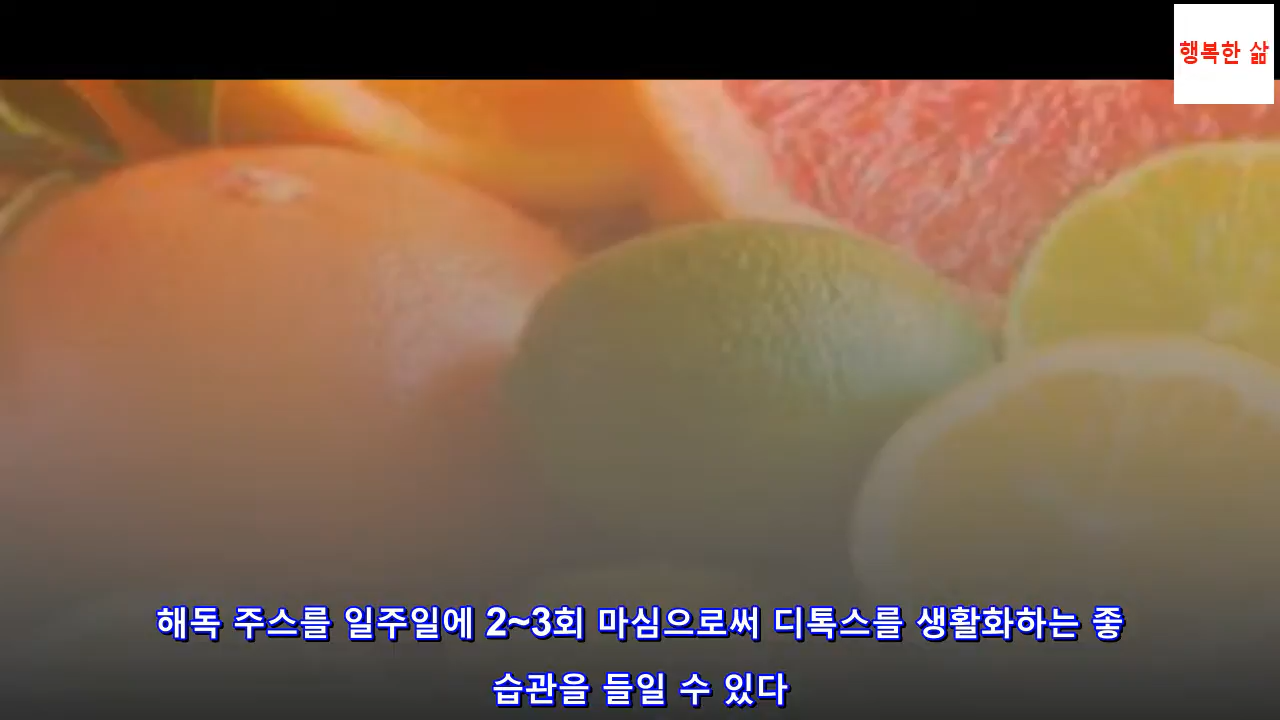 행복한 삶
해독 주스를 일주일에 2~3회 마심으로써 디톡스를 생활화하는 좋
습관을 들일 수 있다